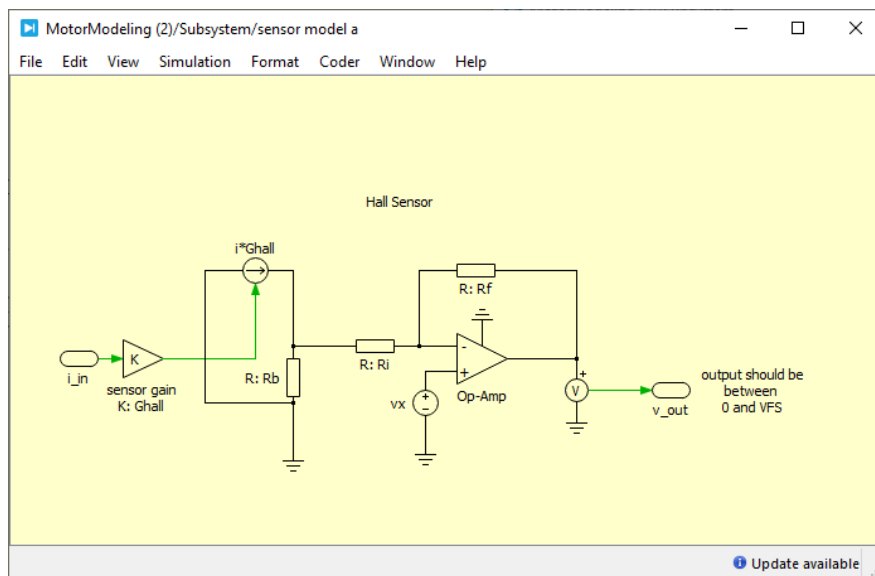 MotorModeling (2)/Subsystem/sensor model a
File Edit View Simulation Format Coder Window Help
Hall Sensor
i*Ghall
R: Rf
K
i_in
sensor gain
K: Ghall
R: Rb
R: Ri
-
+
Op-Amp
vx
+
-
+
V
v_out
output should be
between
0 and VFS
Update available